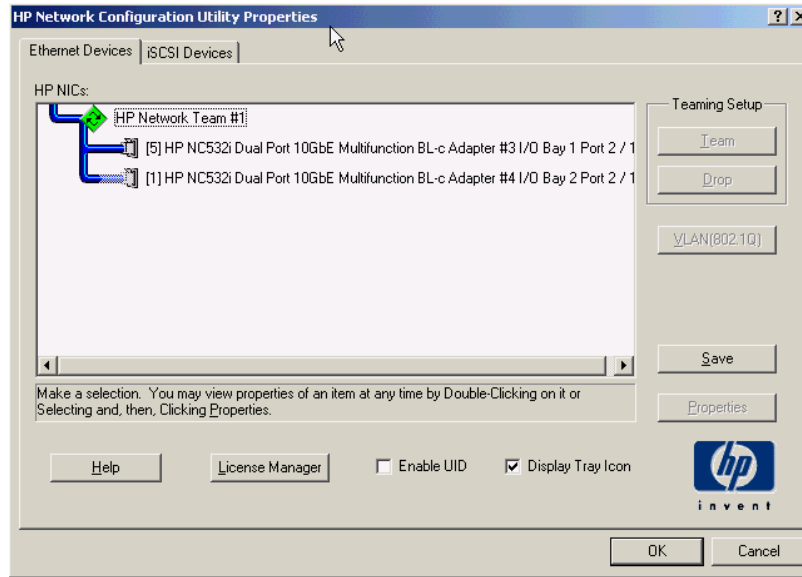 HP Network Configuration Utility Properties
Ethernet Devices
iSCSI Devices
HP NICs:
HP Network Team #1
[5] HP NC532i Dual Port 10GbE Multifunction BL-c Adapter #3 I/O Bay 1 Port 2 / 1
[1] HP NC532i Dual Port 10GbE Multifunction BL-c Adapter #4 I/O Bay 2 Port 2 / 1
Teaming Setup
Team
Drop
VLAN(802.1Q)
Save
Make a selection. You may view properties of an item at any time by Double-Clicking on it or
Selecting and, then, Clicking Properties.
Properties
Help
License Manager
Enable UID
Display Tray Icon
hp
invent
OK
Cancel